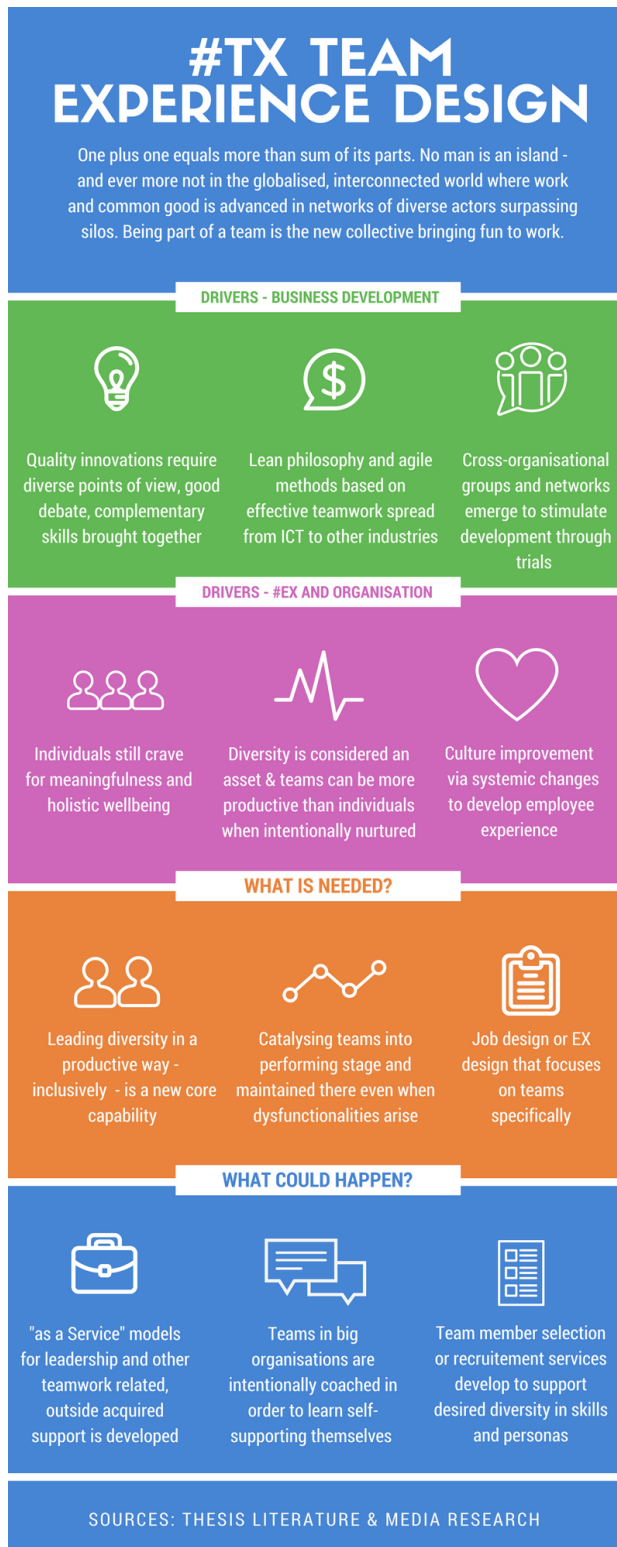 #TX TEAM
EXPERIENCE DESIGN
One plus one equals more than sum of its parts. No man is an island -
and ever more not in the globalised, interconnected world where work
and common good is advanced in networks of diverse actors surpassing
silos. Being part of a team is the new collective bringing fun to work.
DRIVERS - BUSINESS DEVELOPMENT
$
Quality innovations require
diverse points of view, good
debate, complementary
skills brought together
Lean philosophy and agile
methods based on
effective teamwork spread
from ICT to other industries
Cross-organisational
groups and networks
emerge to stimulate
development through
trials
DRIVERS - #EX AND ORGANISATION
Individuals still crave
for meaningfulness and
holistic wellbeing
Diversity is considered an
asset & teams can be more
productive than individuals
when intentionally nurtured
Culture improvement
via systemic changes
to develop employee
experience
WHAT IS NEEDED?
Leading diversity in a
productive way -
inclusively - is a new core
capability
Catalysing teams into
performing stage and
maintained there even when
dysfunctionalities arise
Job design or EX
design that focuses
on teams
specifically
WHAT COULD HAPPEN?
"as a Service" models
for leadership and other
teamwork related,
outside acquired
support is developed
Teams in big
organisations are
intentionally coached in
order to learn self-
supporting themselves
Team member selection
or recruitement services
develop to support
desired diversity in skills
and personas
SOURCES: THESIS LITERATURE & MEDIA RESEARCH